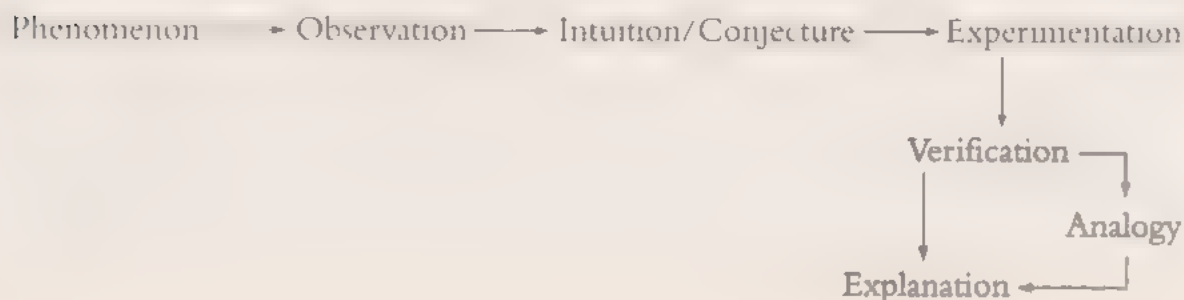 Phenomenon → Observation → Intuition/Conjecture → Experimentation
Verification
Analogy
Explanation